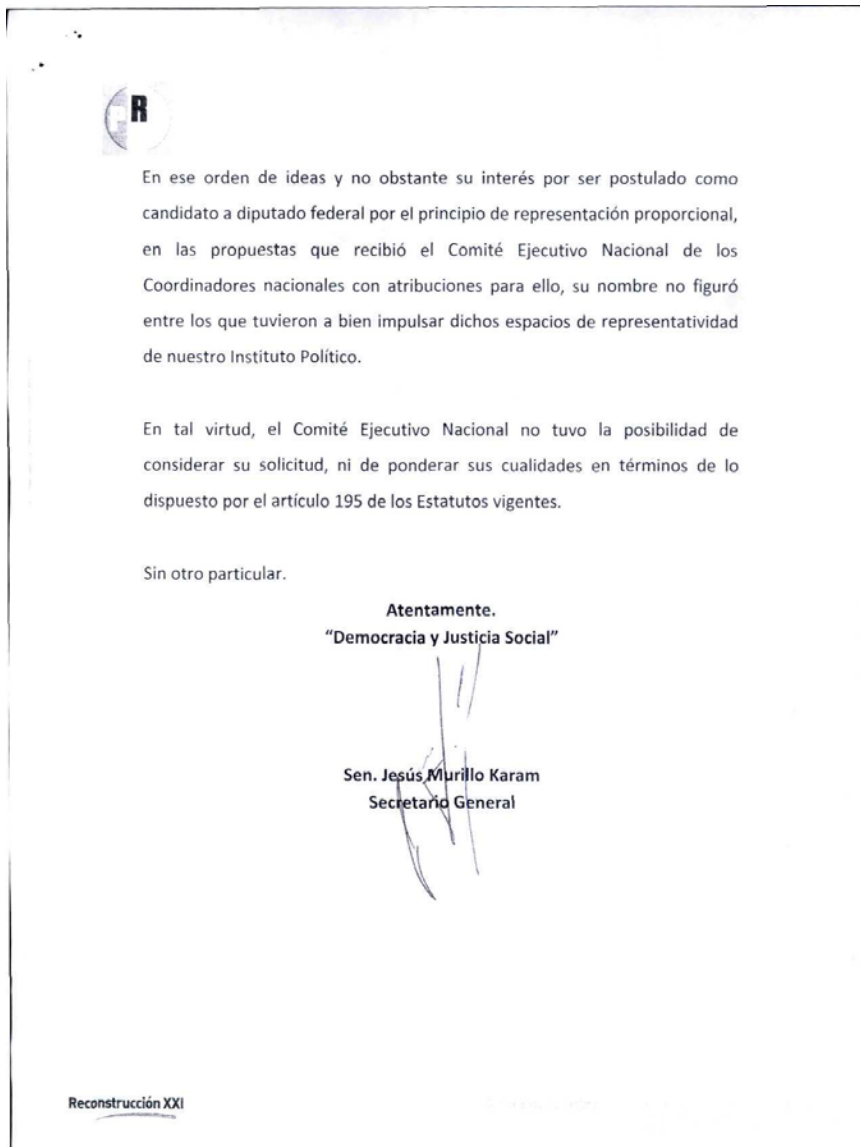 PR
En ese orden de ideas y no obstante su interés por ser postulado como
candidato a diputado federal por el principio de representación proporcional,
en las propuestas que recibió el Comité Ejecutivo Nacional de los
Coordinadores nacionales con atribuciones para ello, su nombre no figuró
entre los que tuvieron a bien impulsar dichos espacios de representatividad
de nuestro Instituto Político.
En tal virtud, el Comité Ejecutivo Nacional no tuvo la posibilidad de
considerar su solicitud, ni de ponderar sus cualidades en términos de lo
dispuesto por el artículo 195 de los Estatutos vigentes.
Sin otro particular.
Atentamente.
"Democracia y Justicia Social"
Sen. Jesús Murillo Karam
Secretario General
Reconstrucción XXI